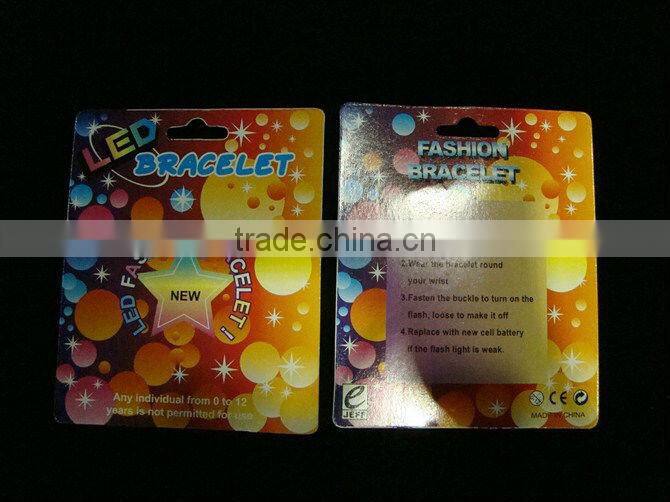 LED
BRACELET
LED FAS
NEW
CELET!
Any individual from 0 to 12
years is not permitted for use
trade.china.cn
FASHION
BRACELET
2.Wear the bracelet round
your wrist
3.Fasten the buckle to turn on the
flash, loose to make it off
4.Replace with new cell battery
if the flash light is weak.
e
JEFF
CE
MADE IN CHINA